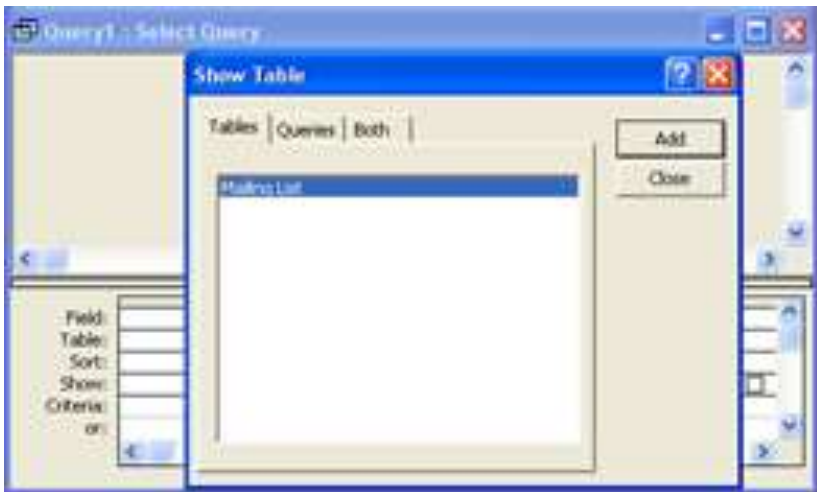 Query1 : Select Query
Show Table
Tables Queries Both
Add
Close
Mailing List
Field:
Table:
Sort:
Show:
Criteria:
or: